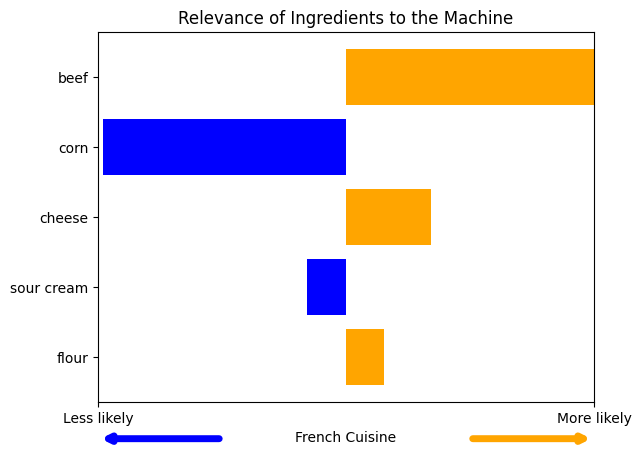 Relevance of Ingredients to the Machine
beef
corn
cheese
sour cream
flour
Less likely
More likely
French Cuisine